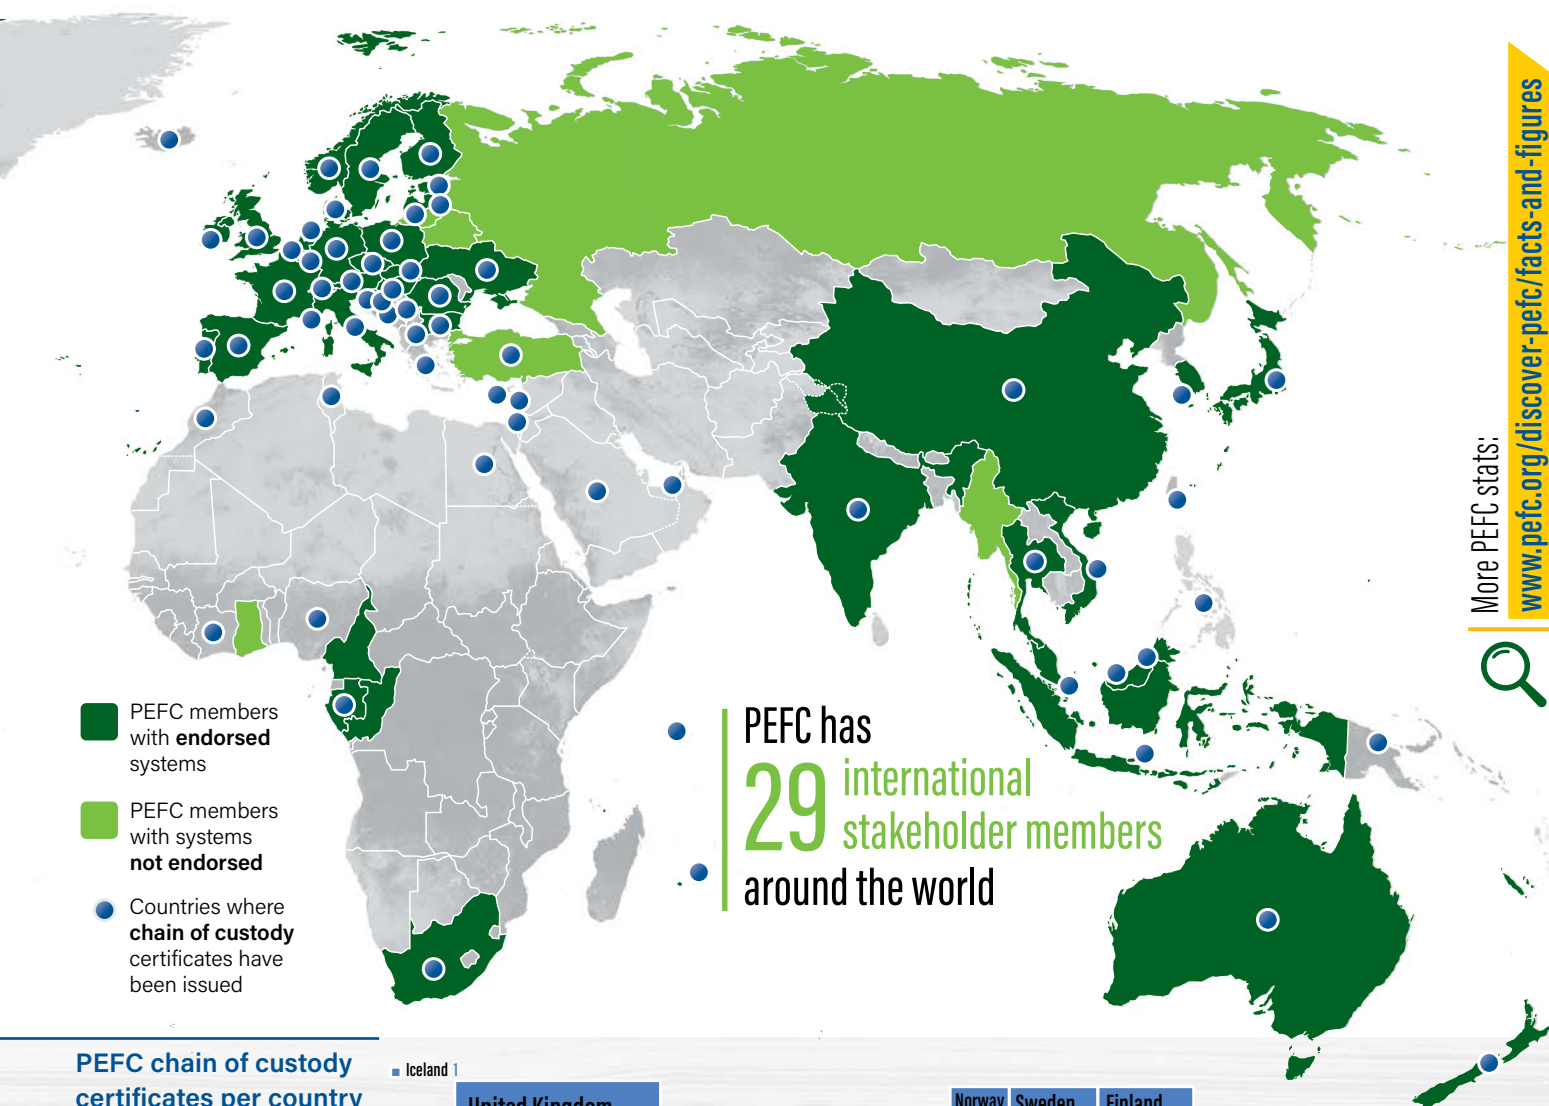 More PEFC stats:
www.pefc.org/discover-pefc/facts-and-figures
PEFC members
with endorsed
systems
PEFC members
with systems
not endorsed
Countries where
chain of custody
certificates have
been issued
PEFC has
29 international
stakeholder members
around the world
PEFC chain of custody
certificates per country
Iceland 1
United Kingdom
Norway
Sweden
Finland